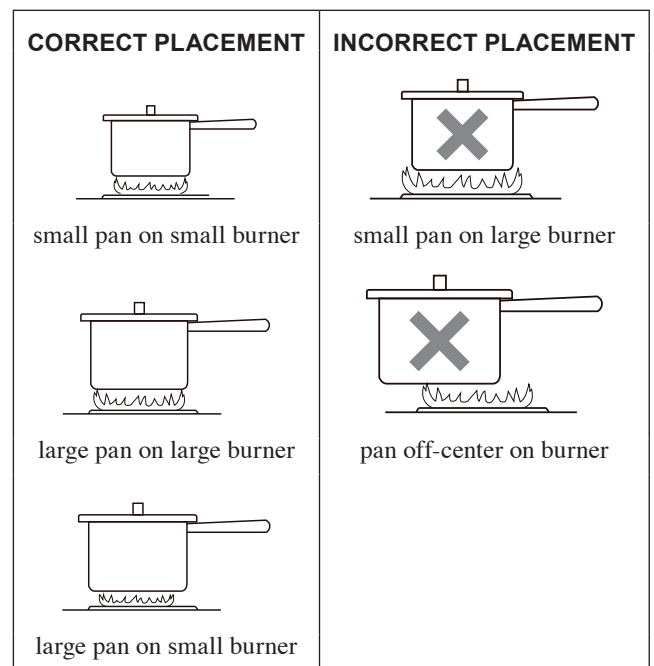 CORRECT PLACEMENT
INCORRECT PLACEMENT
small pan on small burner
small pan on large burner
large pan on large burner
pan off-center on burner
large pan on small burner